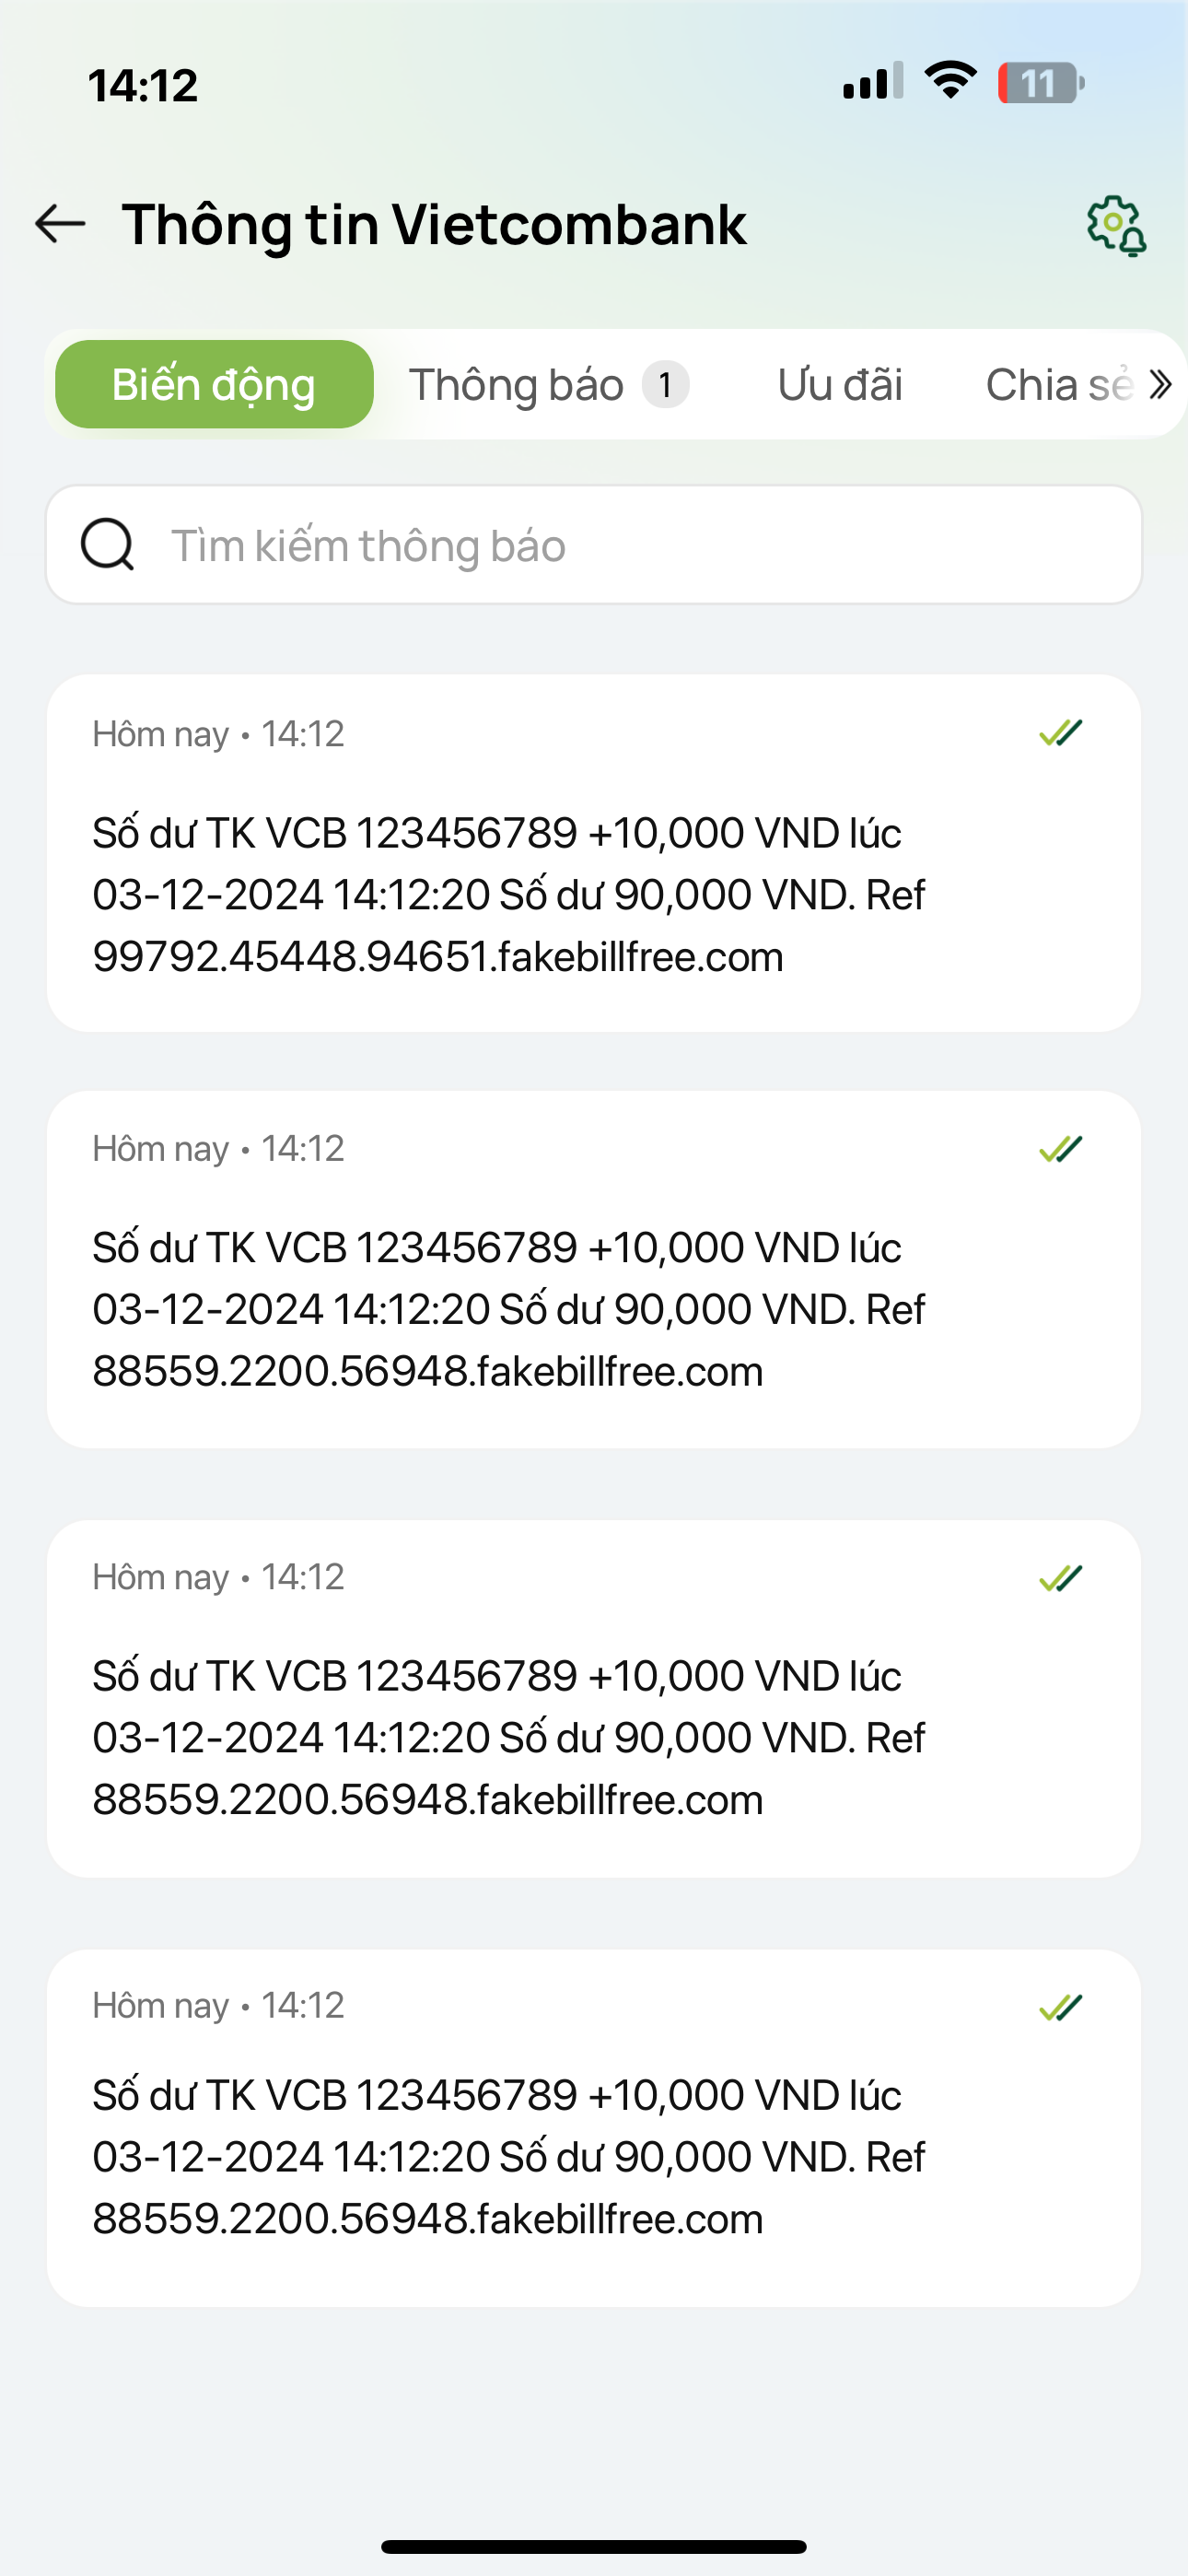 14:12
11
Thông tin Vietcombank
Biến động Thông báo 1 Ưu đãi Chia sẻ
Tìm kiếm thông báo
Hôm nay • 14:12
Số dư TK VCB 123456789 +10,000 VND lúc
03-12-2024 14:12:20 Số dư 90,000 VND. Ref
99792.45448.94651.fakebillfree.com
Hôm nay • 14:12
Số dư TK VCB 123456789 +10,000 VND lúc
03-12-2024 14:12:20 Số dư 90,000 VND. Ref
88559.2200.56948.fakebillfree.com
Hôm nay • 14:12
Số dư TK VCB 123456789 +10,000 VND lúc
03-12-2024 14:12:20 Số dư 90,000 VND. Ref
88559.2200.56948.fakebillfree.com
Hôm nay • 14:12
Số dư TK VCB 123456789 +10,000 VND lúc
03-12-2024 14:12:20 Số dư 90,000 VND. Ref
88559.2200.56948.fakebillfree.com